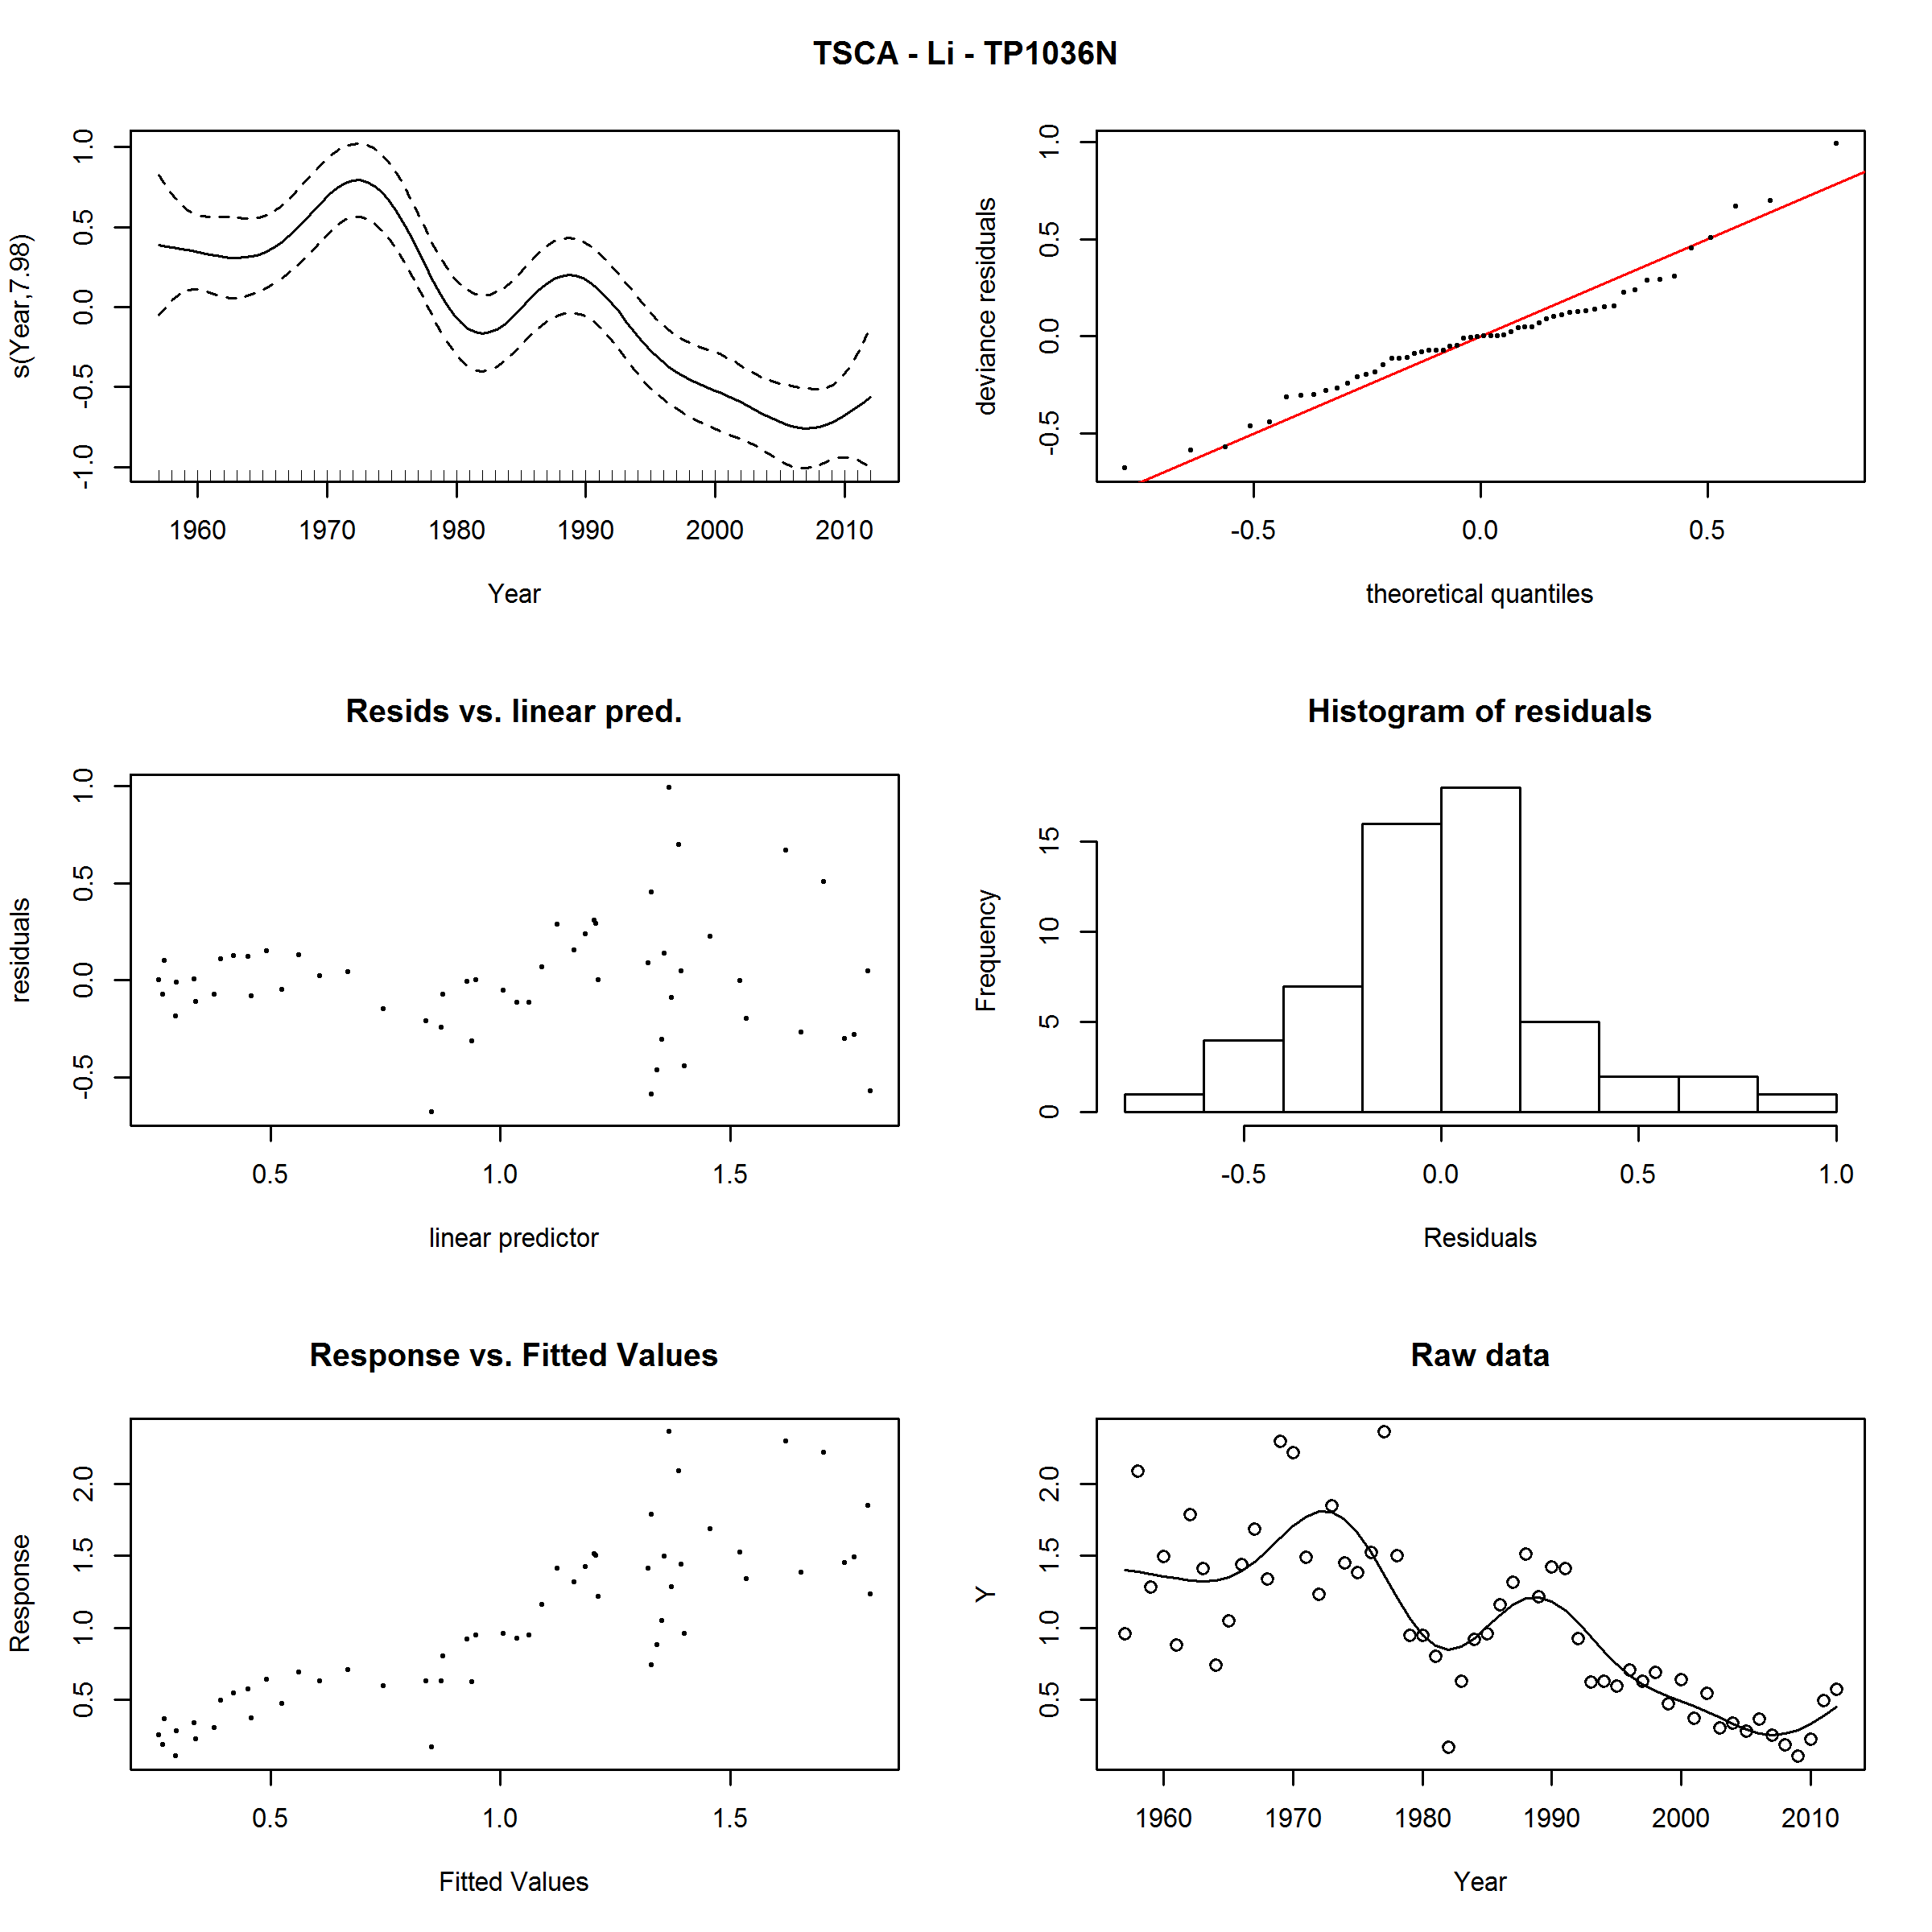 TSCA - Li - TP1036N
s(Year,7.98)
-1.0 -0.5 0.0 0.5 1.0
1960 1970 1980 1990 2000 2010
Year
deviance residuals
-0.5 0.0 0.5 1.0
-0.5 0.0 0.5
theoretical quantiles
Resids vs. linear pred.
residuals
-0.5 0.0 0.5 1.0
0.5 1.0 1.5
linear predictor
Histogram of residuals
Frequency
0 5 10 15
-0.5 0.0 0.5 1.0
Residuals
Response vs. Fitted Values
Response
0.5 1.0 1.5 2.0
0.5 1.0 1.5
Fitted Values
Raw data
Y
0.5 1.0 1.5 2.0
1960 1970 1980 1990 2000 2010
Year